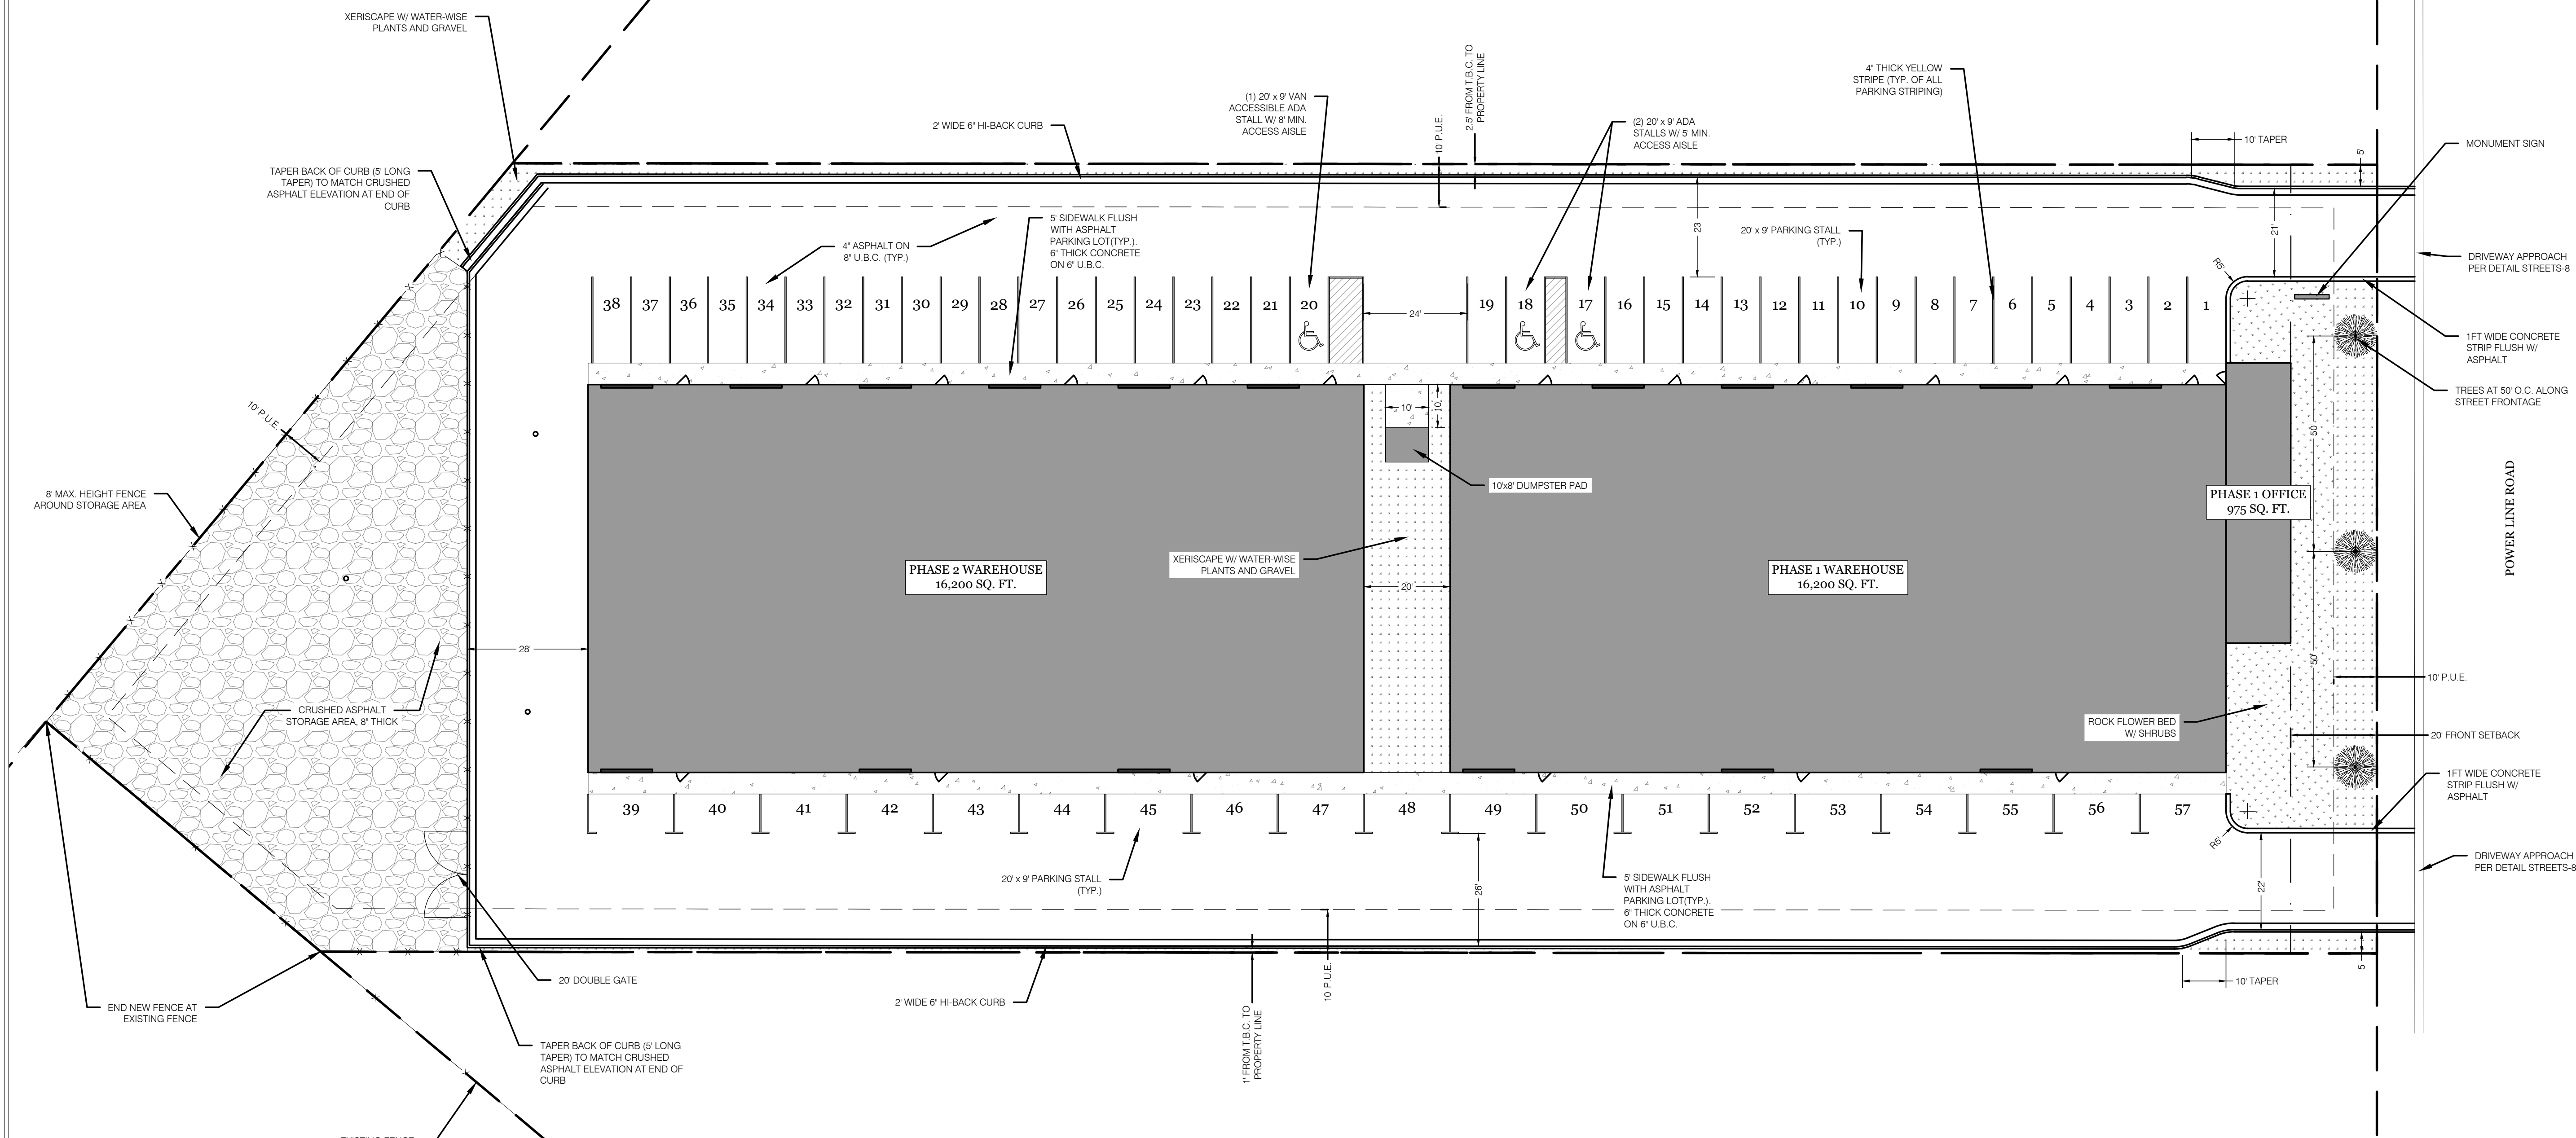 XERISCAPE W/ WATER-WISE
PLANTS AND GRAVEL
TAPER BACK OF CURB (5' LONG
TAPER) TO MATCH CRUSHED
ASPHALT ELEVATION AT END OF
CURB
2' WIDE 6" HI-BACK CURB
(1) 20' x 9' VAN
ACCESSIBLE ADA
STALL W/ 8' MIN.
ACCESS AISLE
10' P.U.E.
2.5' FROM T.B.C. TO
PROPERTY LINE
(2) 20' x 9' ADA
STALLS W/ 5' MIN.
ACCESS AISLE
4" THICK YELLOW
STRIPE (TYP. OF ALL
PARKING STRIPING)
10' TAPER
5'
MONUMENT SIGN
4" ASPHALT ON
8" U.B.C. (TYP.)
5' SIDEWALK FLUSH
WITH ASPHALT
PARKING LOT(TYP.).
6" THICK CONCRETE
ON 6" U.B.C.
23'
20' x 9' PARKING STALL
(TYP.)
21'
R5'
DRIVEWAY APPROACH
PER DETAIL STREETS-8
38 37 36 35 34 33 32 31 30 29 28 27 26 25 24 23 22 21 20
24'
19 18 17 16 15 14 13 12 11 10 9 8 7 6 5 4 3 2 1
1FT WIDE CONCRETE
STRIP FLUSH W/
ASPHALT
TREES AT 50' O.C. ALONG
STREET FRONTAGE
10' P.U.E.
10'
10'
50'
8' MAX. HEIGHT FENCE
AROUND STORAGE AREA
10'x8' DUMPSTER PAD
PHASE 1 OFFICE
975 SQ. FT.
POWER LINE ROAD
XERISCAPE W/ WATER-WISE
PLANTS AND GRAVEL
PHASE 2 WAREHOUSE
16,200 SQ. FT.
20'
PHASE 1 WAREHOUSE
16,200 SQ. FT.
28'
50'
10' P.U.E.
CRUSHED ASPHALT
STORAGE AREA, 8" THICK
ROCK FLOWER BED
W/ SHRUBS
20' FRONT SETBACK
1FT WIDE CONCRETE
STRIP FLUSH W/
ASPHALT
39 40 41 42 43 44 45 46 47 48 49 50 51 52 53 54 55 56 57
R5'
20' x 9' PARKING STALL
(TYP.)
26'
5' SIDEWALK FLUSH
WITH ASPHALT
PARKING LOT(TYP.).
6" THICK CONCRETE
ON 6" U.B.C.
22'
DRIVEWAY APPROACH
PER DETAIL STREETS-8
5'
20' DOUBLE GATE
10' TAPER
END NEW FENCE AT
EXISTING FENCE
2' WIDE 6" HI-BACK CURB
1' FROM T.B.C. TO
PROPERTY LINE
10' P.U.E.
TAPER BACK OF CURB (5' LONG
TAPER) TO MATCH CRUSHED
ASPHALT ELEVATION AT END OF
CURB